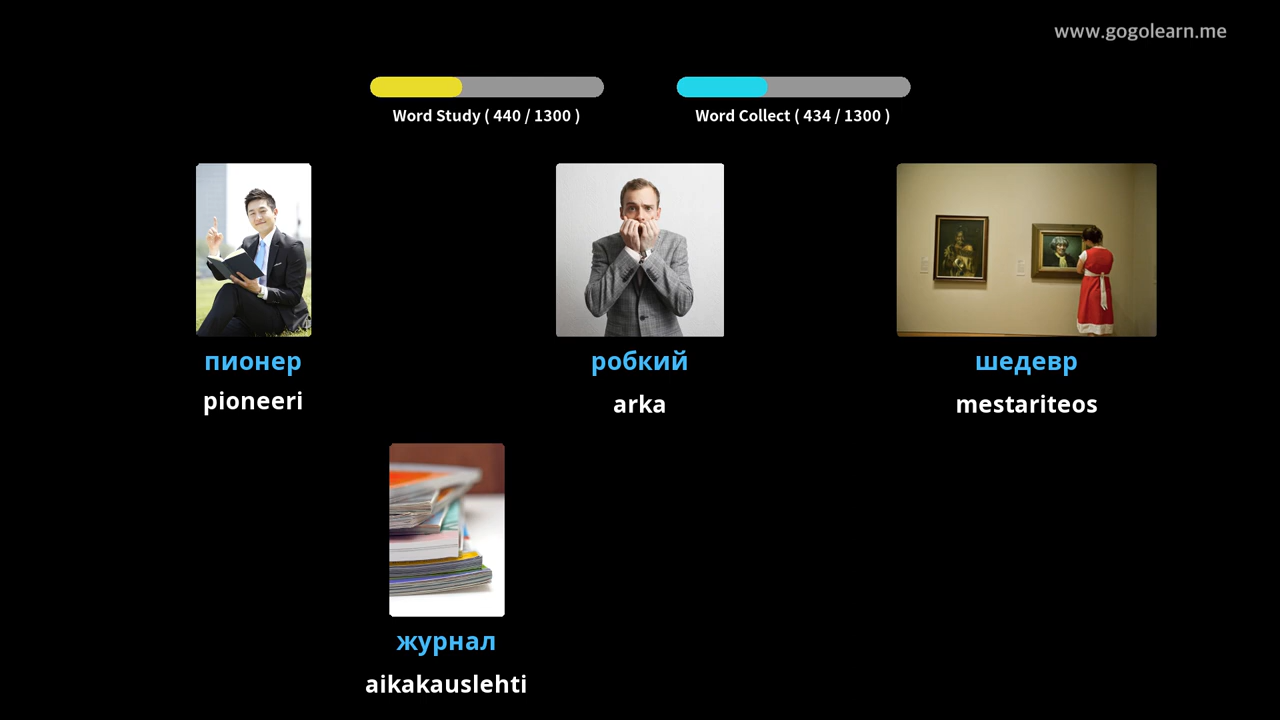 www.gogolearn.me
Word Study ( 440 / 1300 )
Word Collect ( 434 / 1300 )
пионер
робкий
шедевр
pioneeri
arka
mestariteos
журнал
aikakauslehti